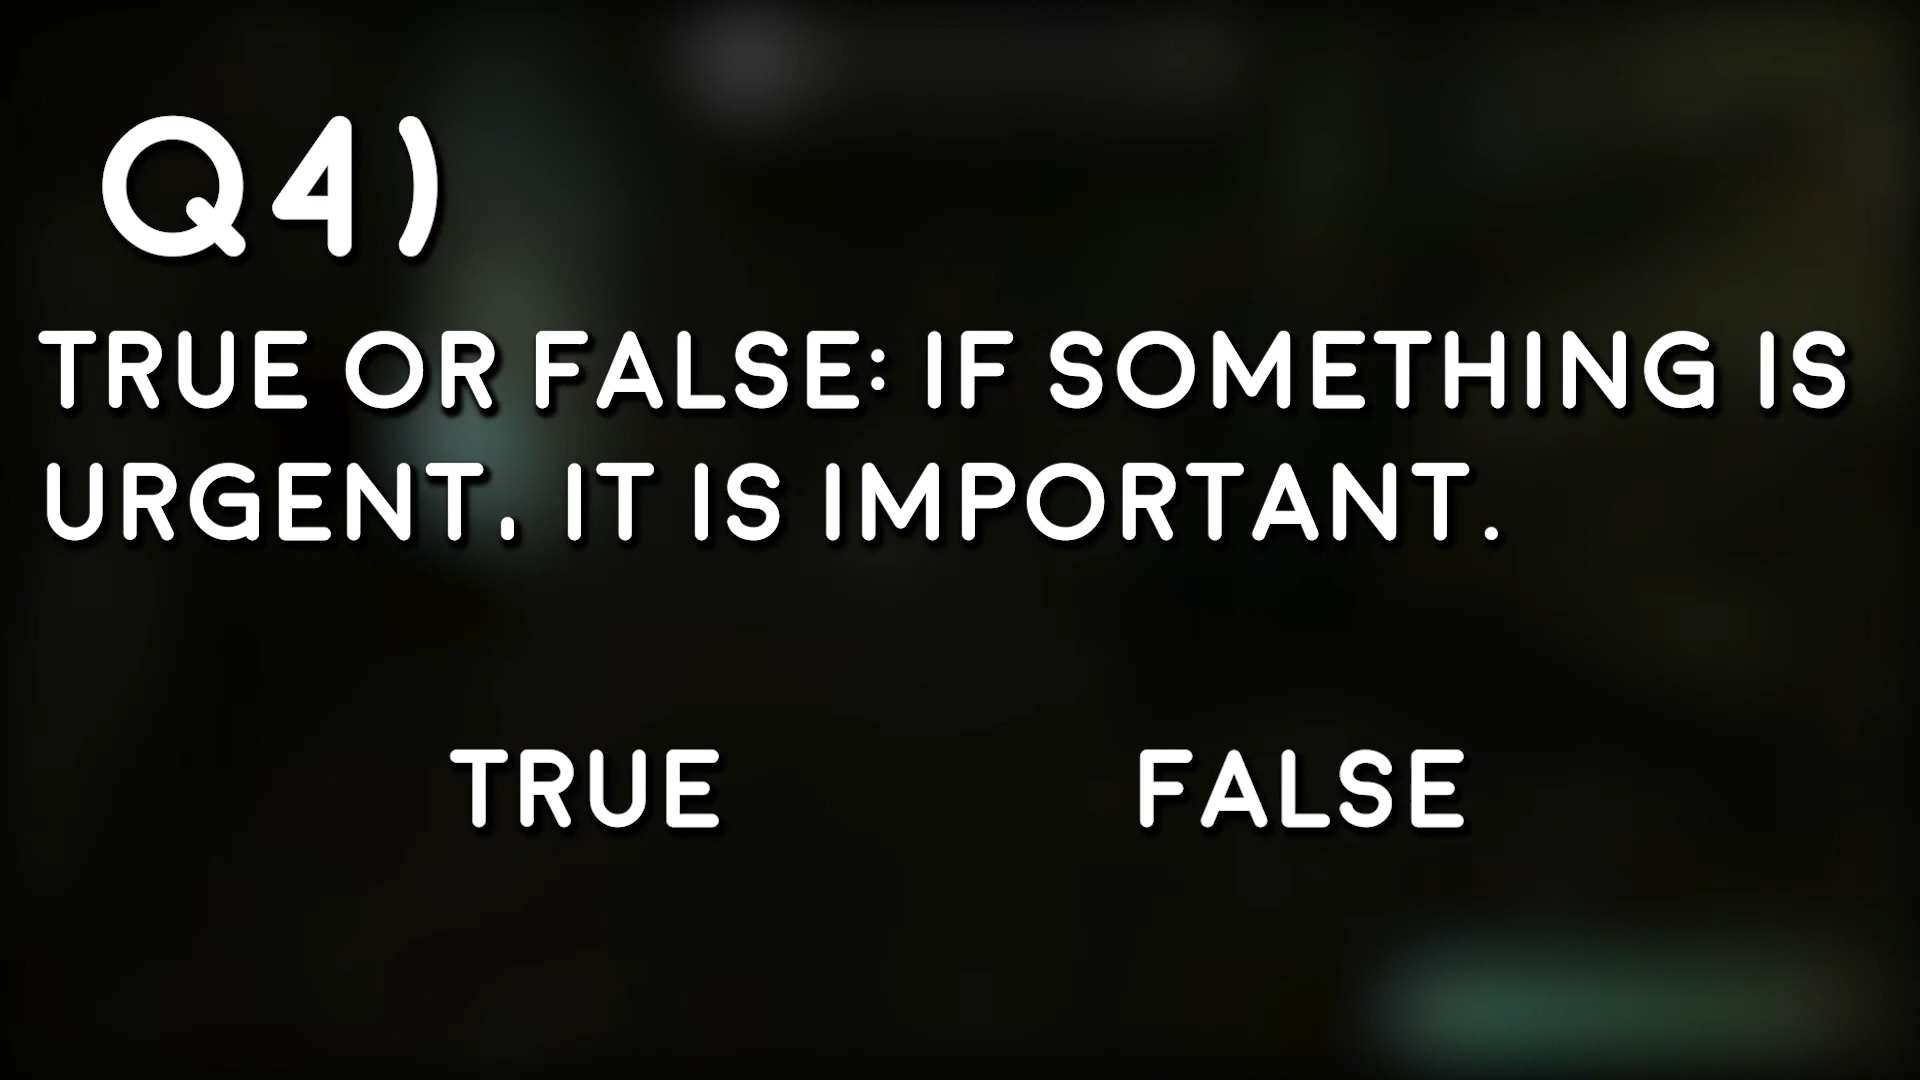 Q4)
TRUE OR FALSE: IF SOMETHING IS
URGENT, IT IS IMPORTANT.
TRUE FALSE